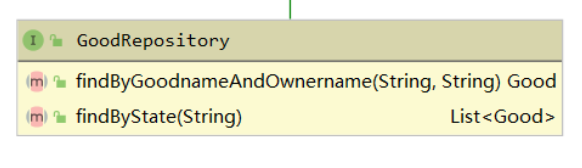 I GoodRepository
m findByGoodnameAndOwnername(String, String) Good
m findByState(String) List<Good>